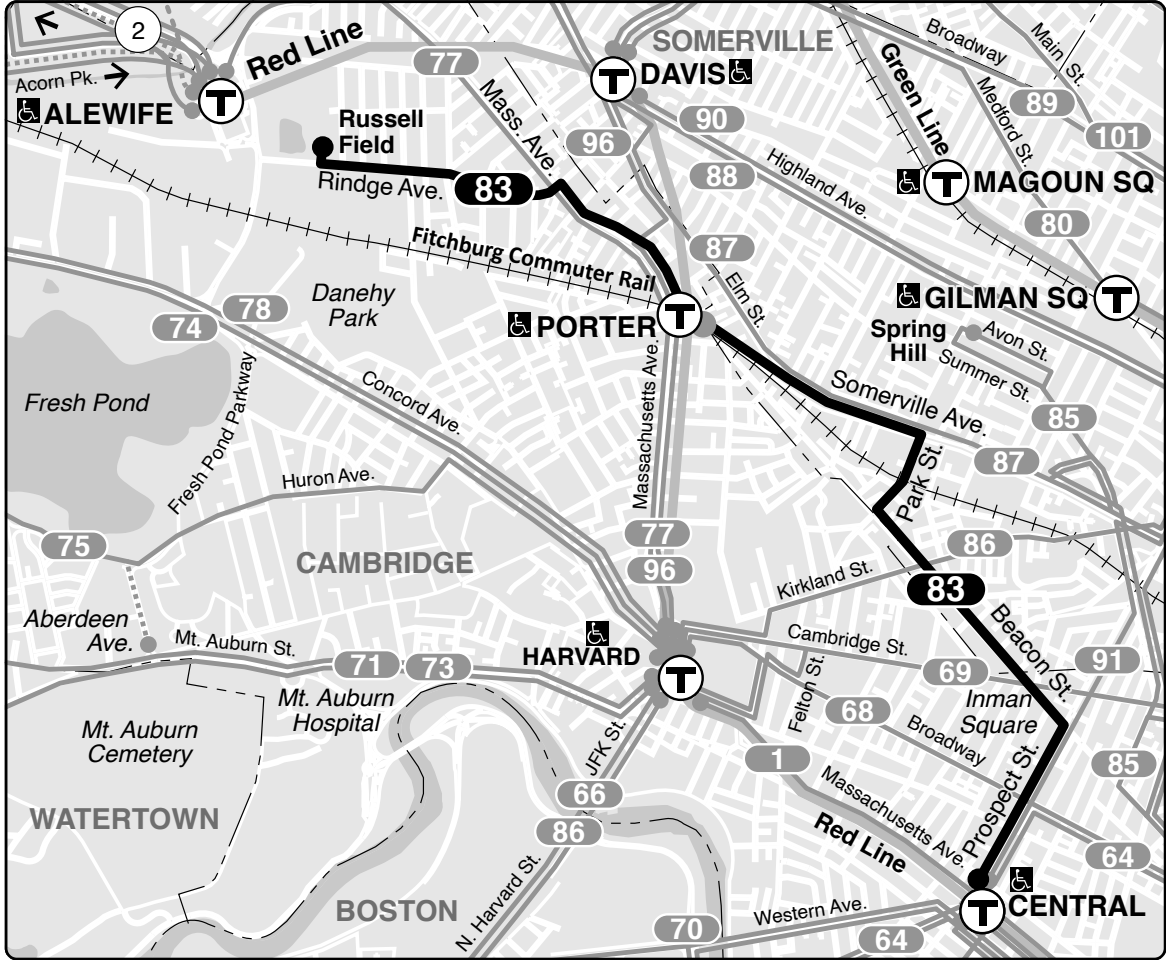 2
Red Line
77
SOMERVILLE
DAVIS
Broadway
Main St.
Green Line
Medford St.
89
101
Acorn Pk.
ALEWIFE
T
T
Russell
Field
Mass. Ave.
96
90
88
Highland Ave.
T
MAGOUN SQ
Rindge Ave.
83
80
87
Fitchburg Commuter Rail
Elm St.
78
74
Danehy
Park
T
PORTER
GILMAN SQ
T
Spring
Hill
Avon St.
Summer St.
85
Fresh Pond
Fresh Pond Parkway
Concord Ave.
Massachusetts Ave.
Somerville Ave.
87
Park St.
Huron Ave.
75
CAMBRIDGE
77
96
86
Kirkland St.
83
Beacon St.
Aberdeen
Ave.
Mt. Auburn St.
71
73
HARVARD
T
Cambridge St.
69
91
Felton St.
68
Inman
Square
Broadway
Mt. Auburn
Hospital
Mt. Auburn
Cemetery
JFK St.
1
85
66
86
Massachusetts Ave.
Prospect St.
WATERTOWN
Red Line
64
BOSTON
N. Harvard St.
70
Western Ave.
64
T
CENTRAL